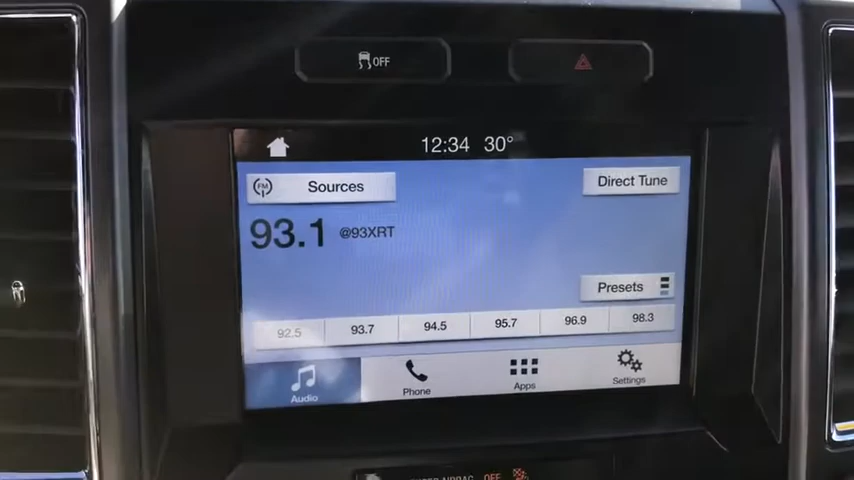 OFF
12:34 30°
FM Sources Direct Tune
93.1 @93XRT
Presets
92.5 93.7 94.5 95.7 96.9 98.3
Audio Phone Apps Settings
OFF